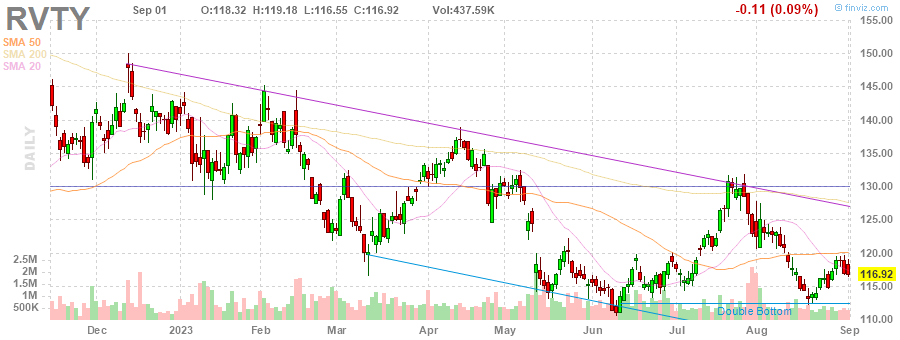 RVTY
Sep 01 O:118.32 H:119.18 L:116.55 C:116.92 Vol:437.59K -0.11 (0.09%) © finviz.com
SMA 50
SMA 200
SMA 20
DAILY
155.00
150.00
145.00
140.00
135.00
130.00
125.00
120.00
116.92
115.00
110.00
2.5M
2M
1.5M
1M
500K
Double Bottom
Dec 2023 Feb Mar Apr May Jun Jul Aug Sep